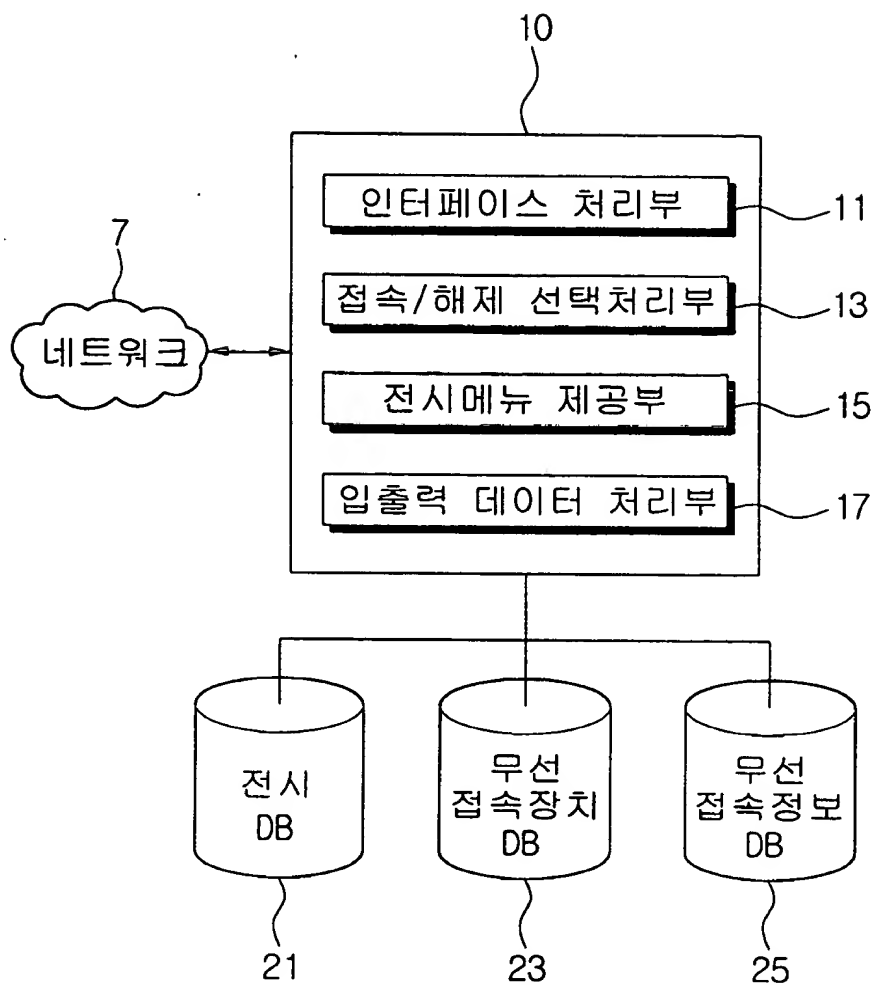 10
인터페이스 처리부
11
7
접속/해제 선택처리부
13
네트워크
전시메뉴 제공부
15
입출력 데이터 처리부
17
전시
DB
무선
접속장치
DB
무선
접속정보
DB
21
23
25